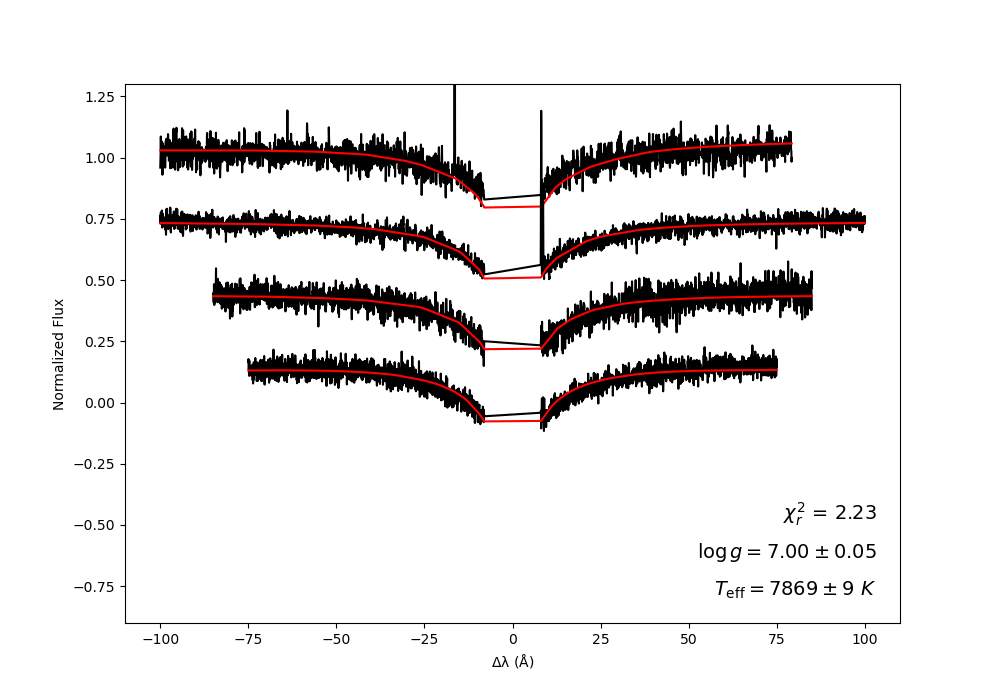 1.25
1.00
0.75
0.50
0.25
0.00
−0.25
−0.50
−0.75
Normalized Flux
χ²ᵣ = 2.23
log g = 7.00 ± 0.05
T_eff = 7869 ± 9 K
−100 −75 −50 −25 0 25 50 75 100
Δλ (Å)